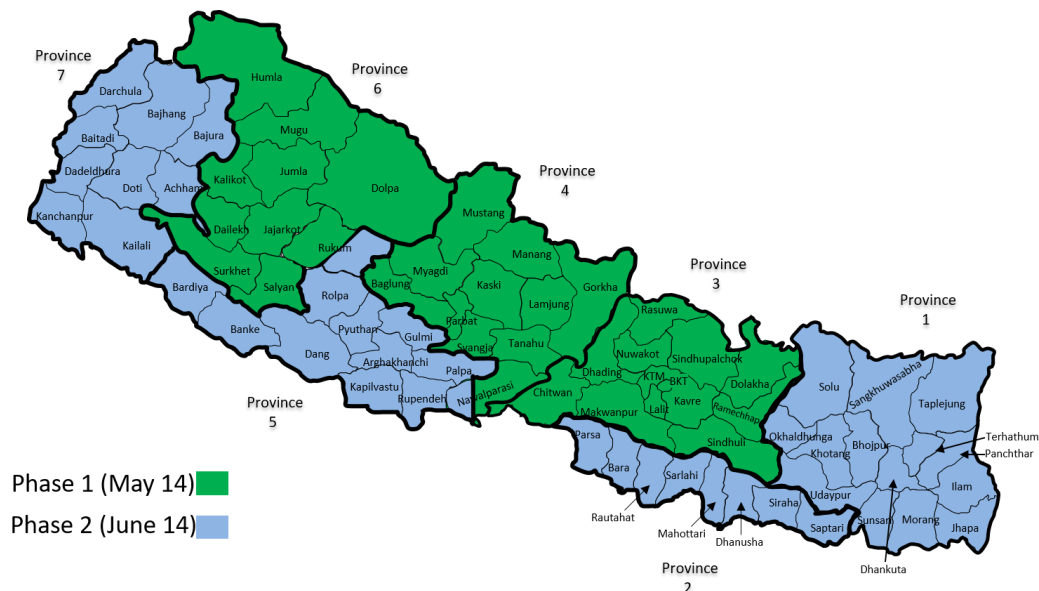 Province
7
Darchula
Bajhang
Baitadi
Bajura
Dadeldhura
Doti
Achham
Kanchanpur
Kailali
Province
6
Humla
Mugu
Jumla
Kalikot
Dolpa
Dailekh
Jajarkot
Rukum
Surkhet
Salyan
Province
4
Mustang
Manang
Myagdi
Baglung
Kaski
Gorkha
Lamjung
Parbat
Syangja
Tanahu
Nawalparasi
Province
3
Rasuwa
Nuwakot
Sindhupalchok
Dhading
KTM
BKT
Dolakha
Chitwan
Kavre
Makwanpur
Lalit
Ramechhap
Sindhuli
Province
1
Solu
Sangkhuwasabha
Taplejung
Okhaldhunga
Khotang
Bhojpur
Terhathum
Panchthar
Ilam
Udaypur
Sunsari
Morang
Jhapa
Dhankuta
Bardiya
Banke
Rolpa
Pyuthan
Gulmi
Dang
Arghakhanchi
Palpa
Kapilvastu
Rupendeh
Province
5
Parsa
Bara
Sarlahi
Rautahat
Mahottari
Dhanusha
Siraha
Saptari
Province
2
Phase 1 (May 14)
Phase 2 (June 14)